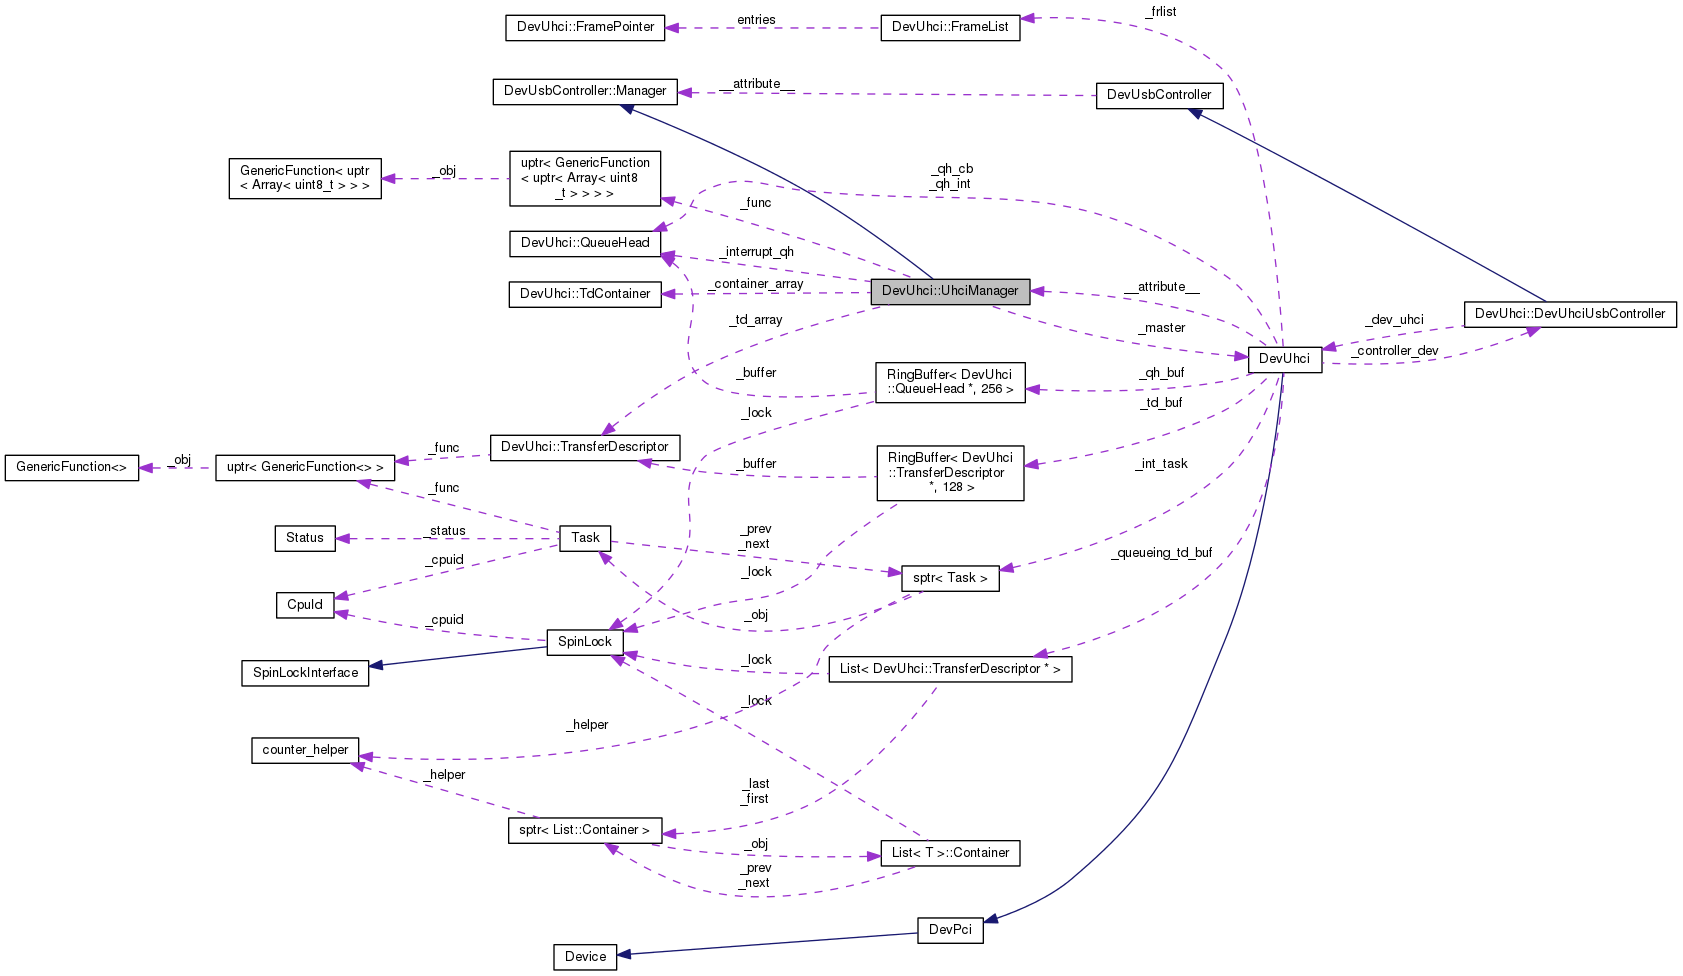 _frlist
DevUhci::FramePointer
entries
DevUhci::FrameList
DevUsbController::Manager
__attribute__
DevUsbController
GenericFunction< uptr
< Array< uint8_t > > >
_obj
uptr< GenericFunction
< uptr< Array< uint8
_t > > > >
_qh_cb
_qh_int
_func
DevUhci::QueueHead
_interrupt_qh
DevUhci::TdContainer
_container_array
DevUhci::UhciManager
__attribute__
DevUhci::DevUhciUsbController
_td_array
_master
_dev_uhci
_controller_dev
DevUhci
_buffer
RingBuffer< DevUhci
::QueueHead *, 256 >
_qh_buf
_lock
_td_buf
DevUhci::TransferDescriptor
_func
GenericFunction<>
_obj
uptr< GenericFunction<> >
_buffer
RingBuffer< DevUhci
::TransferDescriptor
*, 128 >
_int_task
_func
Status
_status
Task
_prev
_next
_queueing_td_buf
_cpuid
_lock
sptr< Task >
CpuId
_cpuid
_obj
SpinLock
SpinLockInterface
_lock
List< DevUhci::TransferDescriptor * >
_lock
_helper
counter_helper
_helper
_last
_first
sptr< List::Container >
_obj
List< T >::Container
_prev
_next
DevPci
Device